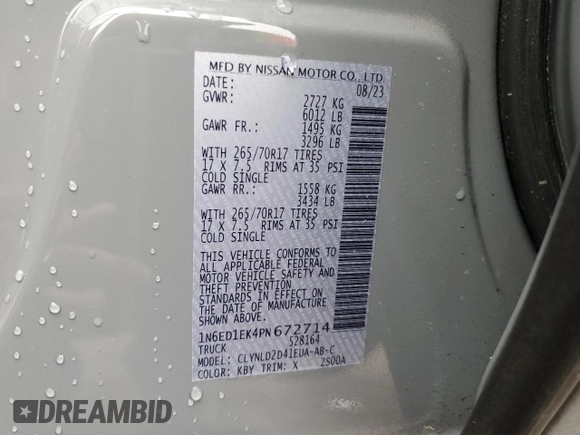 MFD BY NISSAN MOTOR CO., LTD
DATE: 08/23
GVWR: 2727 KG
6012 LB
GAWR FR.: 1495 KG
3296 LB
WITH 265/70R17 TIRES
17 X 7.5 RIMS AT 35 PSI
COLD SINGLE
GAWR RR.: 1558 KG
3434 LB
WITH 265/70R17 TIRES
17 X 7.5 RIMS AT 35 PSI
COLD SINGLE
THIS VEHICLE CONFORMS TO
ALL APPLICABLE FEDERAL
MOTOR VEHICLE SAFETY AND
THEFT PREVENTION
STANDARDS IN EFFECT ON
THE DATE OF MANUFACTURE
SHOWN ABOVE.
1N6ED1EK4PN672714
TRUCK 528164
MODEL: CLYNLD2D41EUA-AB-C
COLOR: KBY TRIM: X ZS00A
DREAMBID